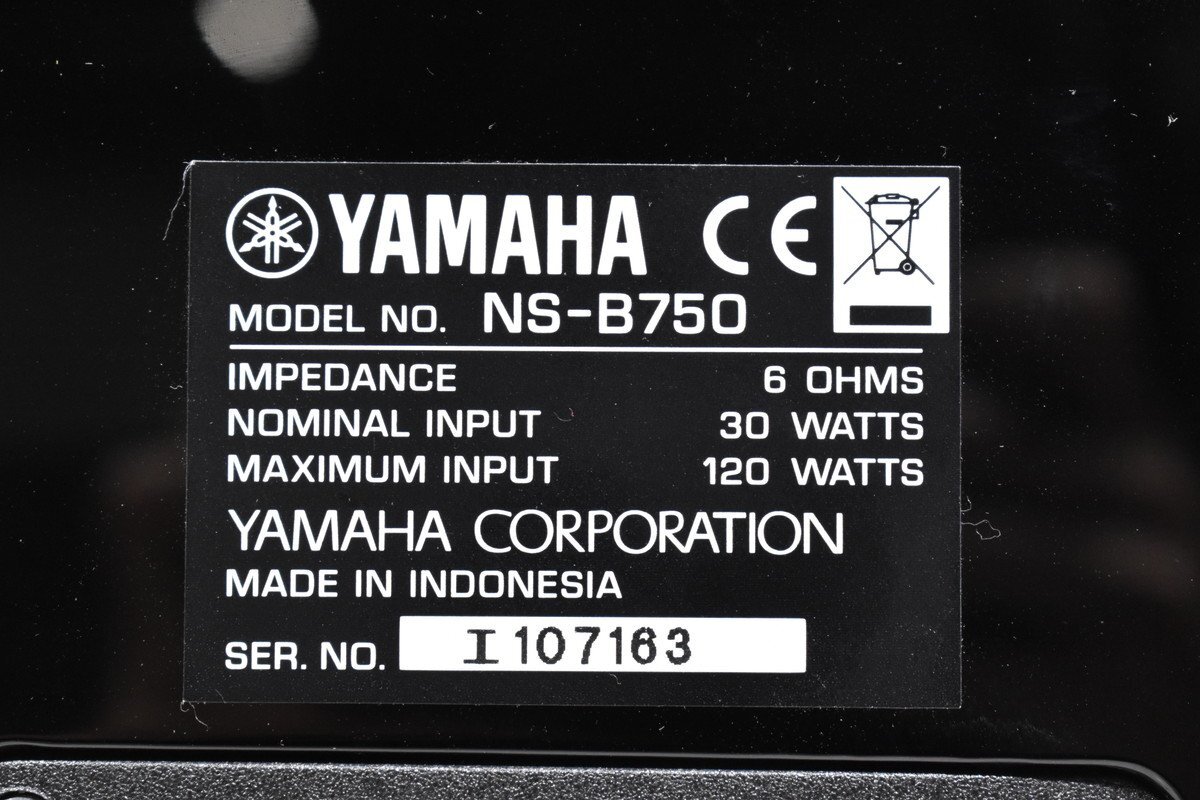 YAMAHA CE
MODEL NO. NS-B750
IMPEDANCE 6 OHMS
NOMINAL INPUT 30 WATTS
MAXIMUM INPUT 120 WATTS
YAMAHA CORPORATION
MADE IN INDONESIA
SER. NO. I107163